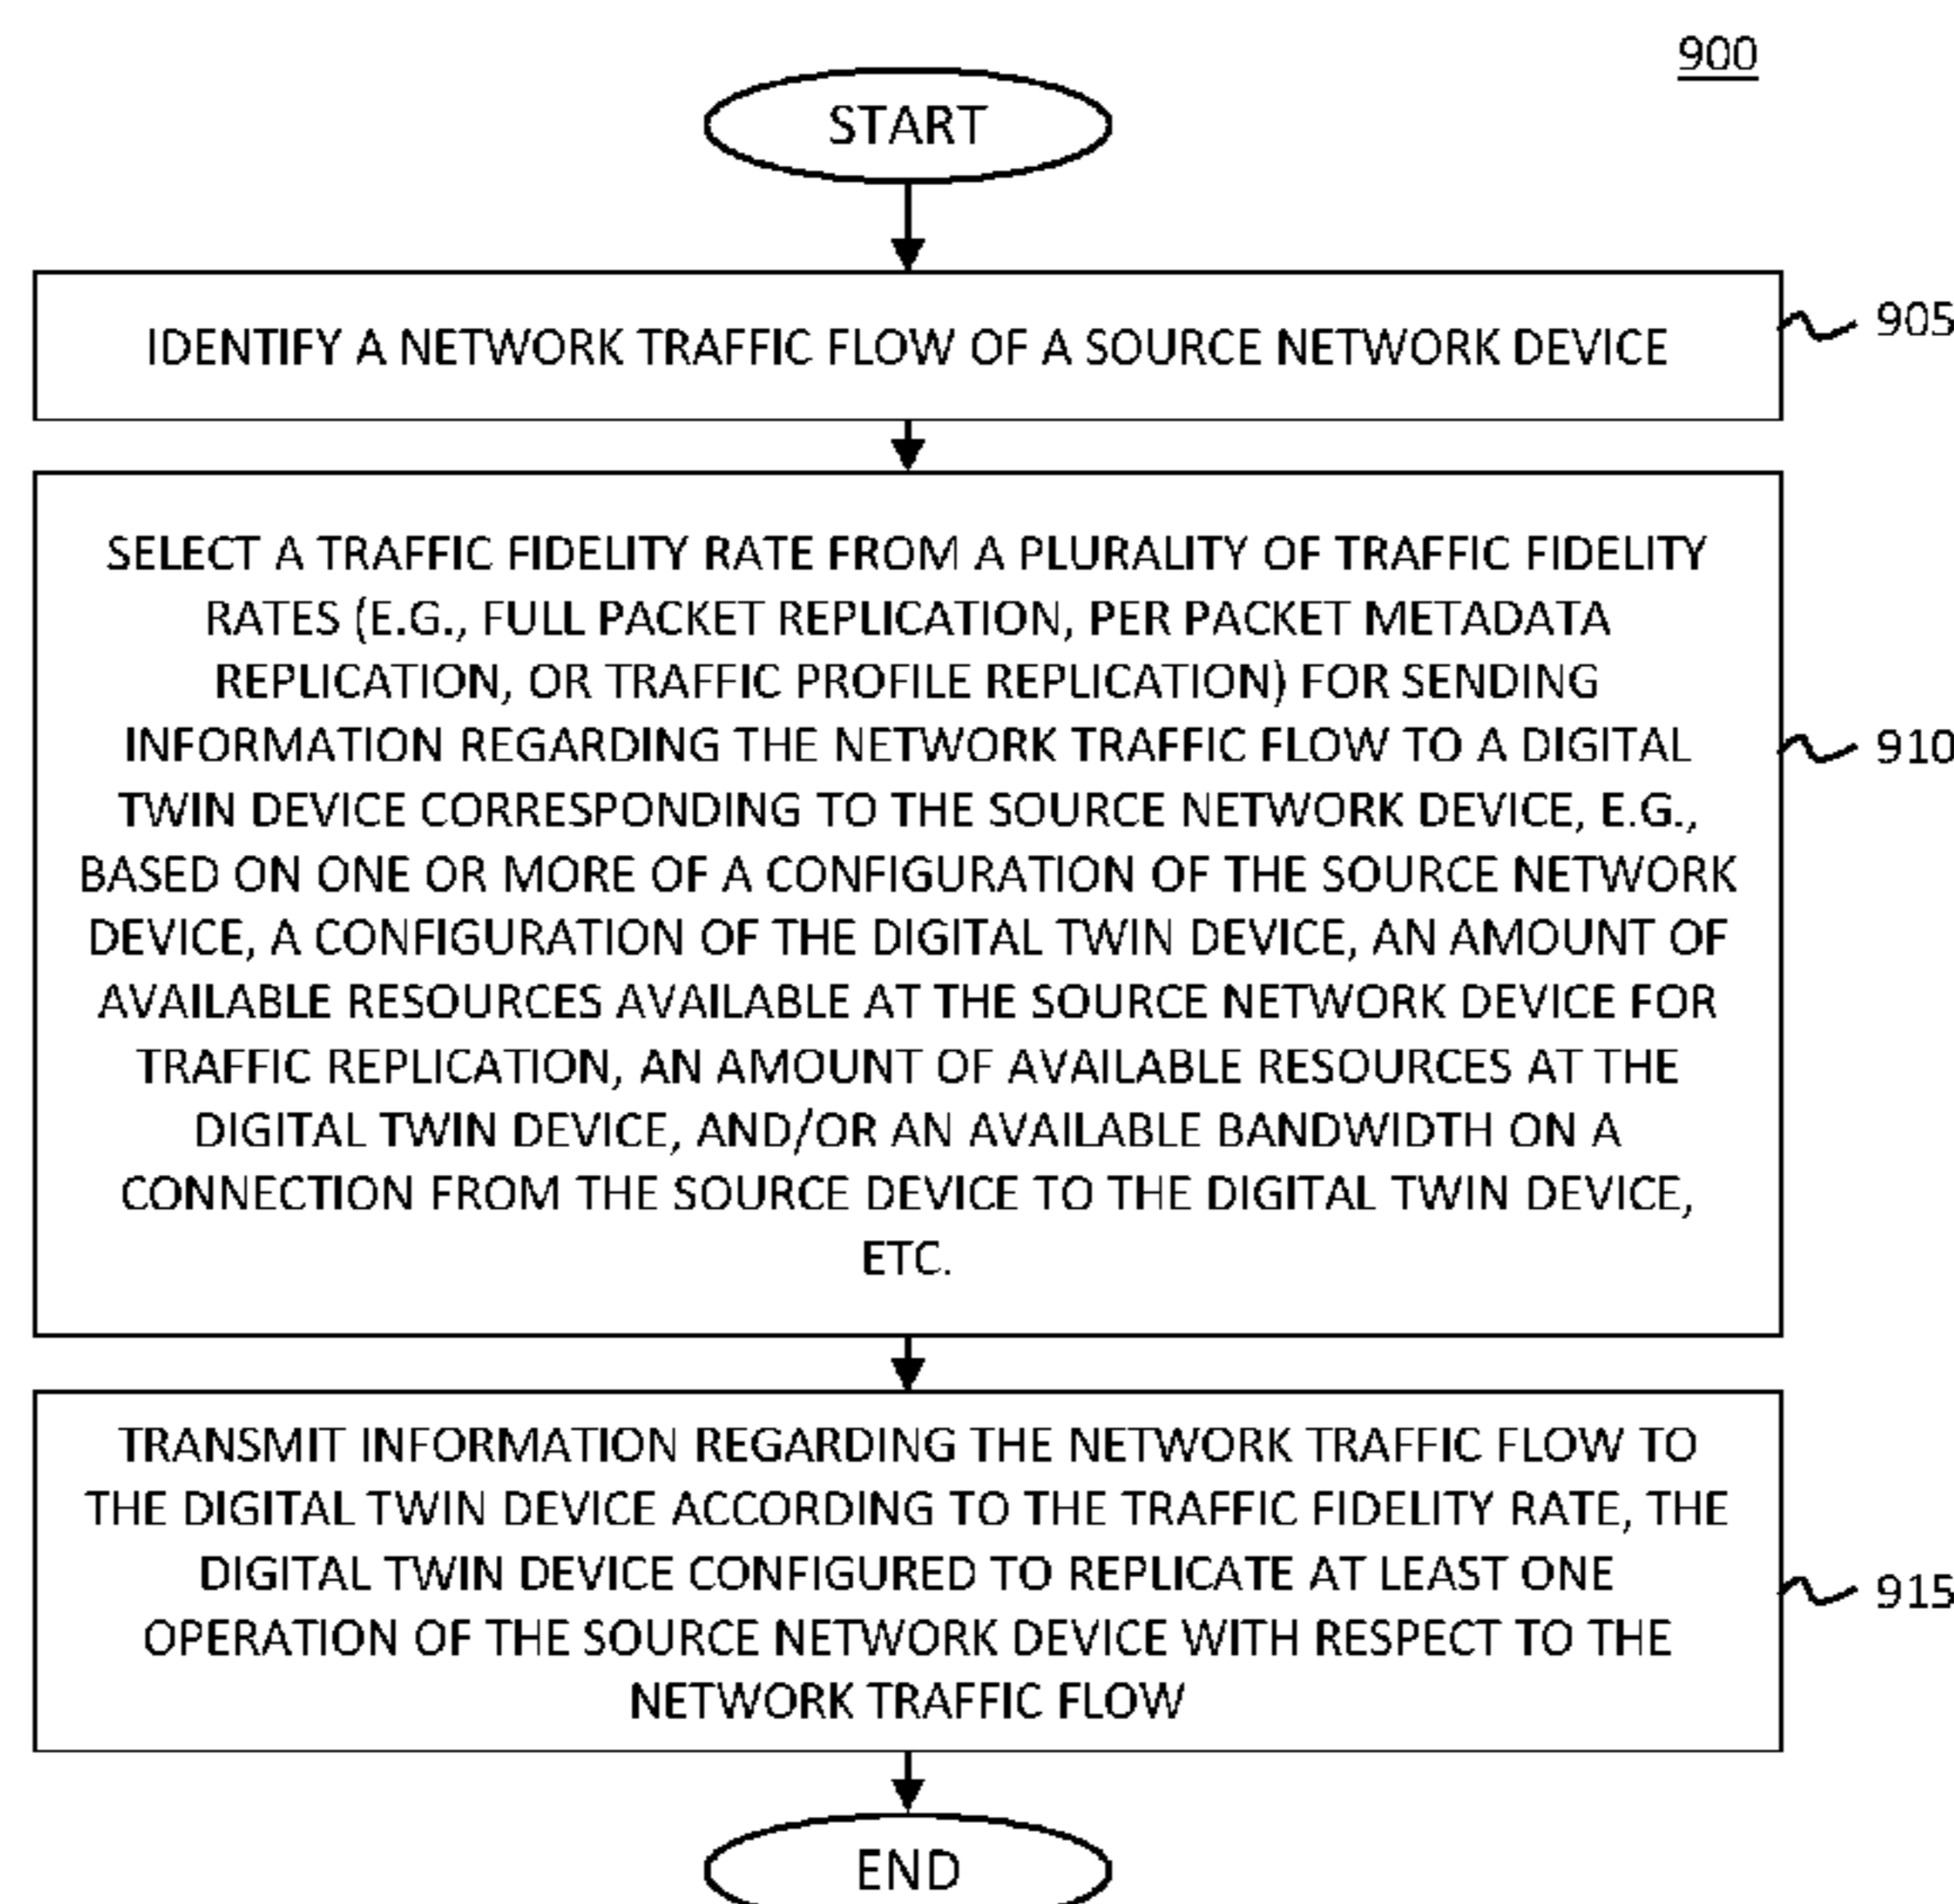 900
START
IDENTIFY A NETWORK TRAFFIC FLOW OF A SOURCE NETWORK DEVICE
905
SELECT A TRAFFIC FIDELITY RATE FROM A PLURALITY OF TRAFFIC FIDELITY
RATES (E.G., FULL PACKET REPLICATION, PER PACKET METADATA
REPLICATION, OR TRAFFIC PROFILE REPLICATION) FOR SENDING
INFORMATION REGARDING THE NETWORK TRAFFIC FLOW TO A DIGITAL
TWIN DEVICE CORRESPONDING TO THE SOURCE NETWORK DEVICE, E.G.,
BASED ON ONE OR MORE OF A CONFIGURATION OF THE SOURCE NETWORK
DEVICE, A CONFIGURATION OF THE DIGITAL TWIN DEVICE, AN AMOUNT OF
AVAILABLE RESOURCES AVAILABLE AT THE SOURCE NETWORK DEVICE FOR
TRAFFIC REPLICATION, AN AMOUNT OF AVAILABLE RESOURCES AT THE
DIGITAL TWIN DEVICE, AND/OR AN AVAILABLE BANDWIDTH ON A
CONNECTION FROM THE SOURCE DEVICE TO THE DIGITAL TWIN DEVICE,
ETC.
910
TRANSMIT INFORMATION REGARDING THE NETWORK TRAFFIC FLOW TO
THE DIGITAL TWIN DEVICE ACCORDING TO THE TRAFFIC FIDELITY RATE, THE
DIGITAL TWIN DEVICE CONFIGURED TO REPLICATE AT LEAST ONE
OPERATION OF THE SOURCE NETWORK DEVICE WITH RESPECT TO THE
NETWORK TRAFFIC FLOW
915
END